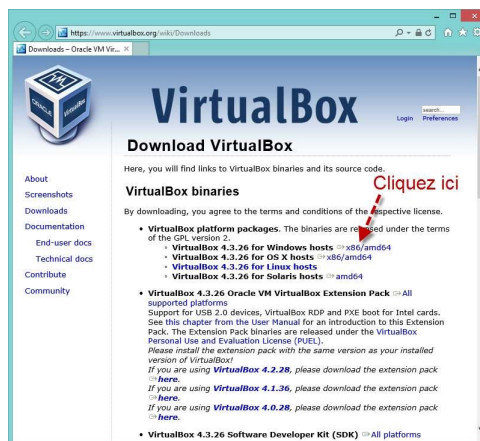 https://www.virtualbox.org/wiki/Downloads
Downloads – Oracle VM Vir...
ORACLE
VM
VirtualBox
VirtualBox
search...
Login Preferences
Download VirtualBox
Here, you will find links to VirtualBox binaries and its source code.
Cliquez ici
About
Screenshots
Downloads
Documentation
End-user docs
Technical docs
Contribute
Community
VirtualBox binaries
By downloading, you agree to the terms and conditions of the respective license.
• VirtualBox platform packages. The binaries are released under the terms
of the GPL version 2.
◦ VirtualBox 4.3.26 for Windows hosts x86/amd64
◦ VirtualBox 4.3.26 for OS X hosts x86/amd64
◦ VirtualBox 4.3.26 for Linux hosts
◦ VirtualBox 4.3.26 for Solaris hosts amd64
• VirtualBox 4.3.26 Oracle VM VirtualBox Extension Pack All
supported platforms
Support for USB 2.0 devices, VirtualBox RDP and PXE boot for Intel cards.
See this chapter from the User Manual for an introduction to this Extension
Pack. The Extension Pack binaries are released under the VirtualBox
Personal Use and Evaluation License (PUEL).
Please install the extension pack with the same version as your installed
version of VirtualBox!
If you are using VirtualBox 4.2.28, please download the extension pack
here.
If you are using VirtualBox 4.1.36, please download the extension pack
here.
If you are using VirtualBox 4.0.28, please download the extension pack
here.
• VirtualBox 4.3.26 Software Developer Kit (SDK) All platforms